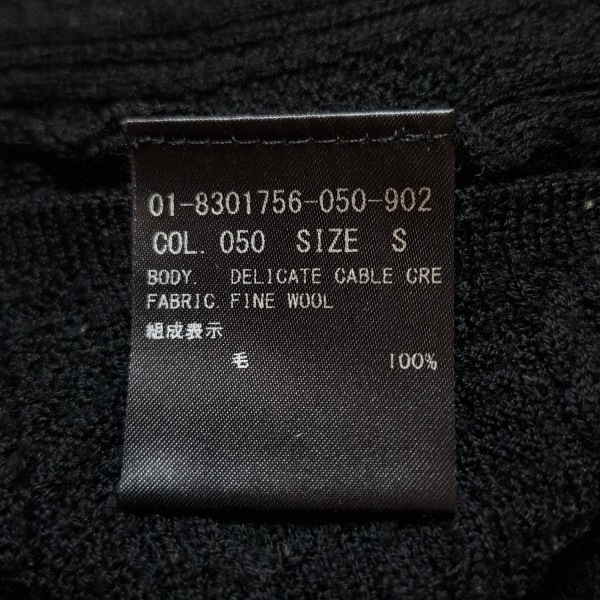 01-8301756-050-902
COL. 050 SIZE S
BODY. DELICATE CABLE CRE
FABRIC FINE WOOL
組成表示
毛 100%